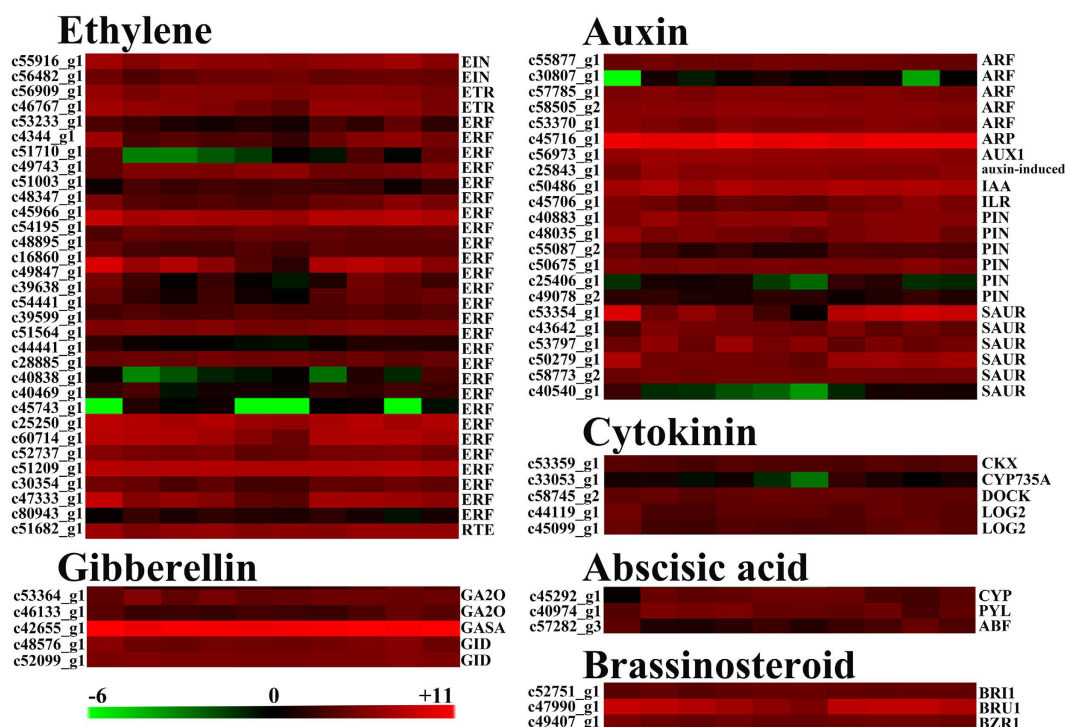 Ethylene
c55916_g1 EIN
c56482_g1 EIN
c56909_g1 ETR
c46767_g1 ETR
c53233_g1 ERF
c4344_g1 ERF
c51710_g1 ERF
c49743_g1 ERF
c51003_g1 ERF
c48347_g1 ERF
c45966_g1 ERF
c54195_g1 ERF
c48895_g1 ERF
c16860_g1 ERF
c49847_g1 ERF
c39638_g1 ERF
c54441_g1 ERF
c39599_g1 ERF
c51564_g1 ERF
c44441_g1 ERF
c28885_g1 ERF
c40838_g1 ERF
c40469_g1 ERF
c45743_g1 ERF
c25250_g1 ERF
c60714_g1 ERF
c52737_g1 ERF
c51209_g1 ERF
c30354_g1 ERF
c47333_g1 ERF
c80943_g1 ERF
c51682_g1 RTE
Gibberellin
c53364_g1 GA2O
c46133_g1 GA2O
c42655_g1 GASA
c48576_g1 GID
c52099_g1 GID
-6 0 +11
Auxin
c55877_g1 ARF
c30807_g1 ARF
c57785_g1 ARF
c58505_g2 ARF
c53370_g1 ARF
c45716_g1 ARP
c56973_g1 AUX1
c25843_g1 auxin-induced
c50486_g1 IAA
c45706_g1 ILR
c40883_g1 PIN
c48035_g1 PIN
c55087_g2 PIN
c50675_g1 PIN
c25406_g1 PIN
c49078_g2 PIN
c53354_g1 SAUR
c43642_g1 SAUR
c53797_g1 SAUR
c50279_g1 SAUR
c58773_g2 SAUR
c40540_g1 SAUR
Cytokinin
c53359_g1 CKX
c33053_g1 CYP735A
c58745_g2 DOCK
c44119_g1 LOG2
c45099_g1 LOG2
Abscisic acid
c45292_g1 CYP
c40974_g1 PYL
c57282_g3 ABF
Brassinosteroid
c52751_g1 BRI1
c47990_g1 BRU1
c49407_g1 BZR1